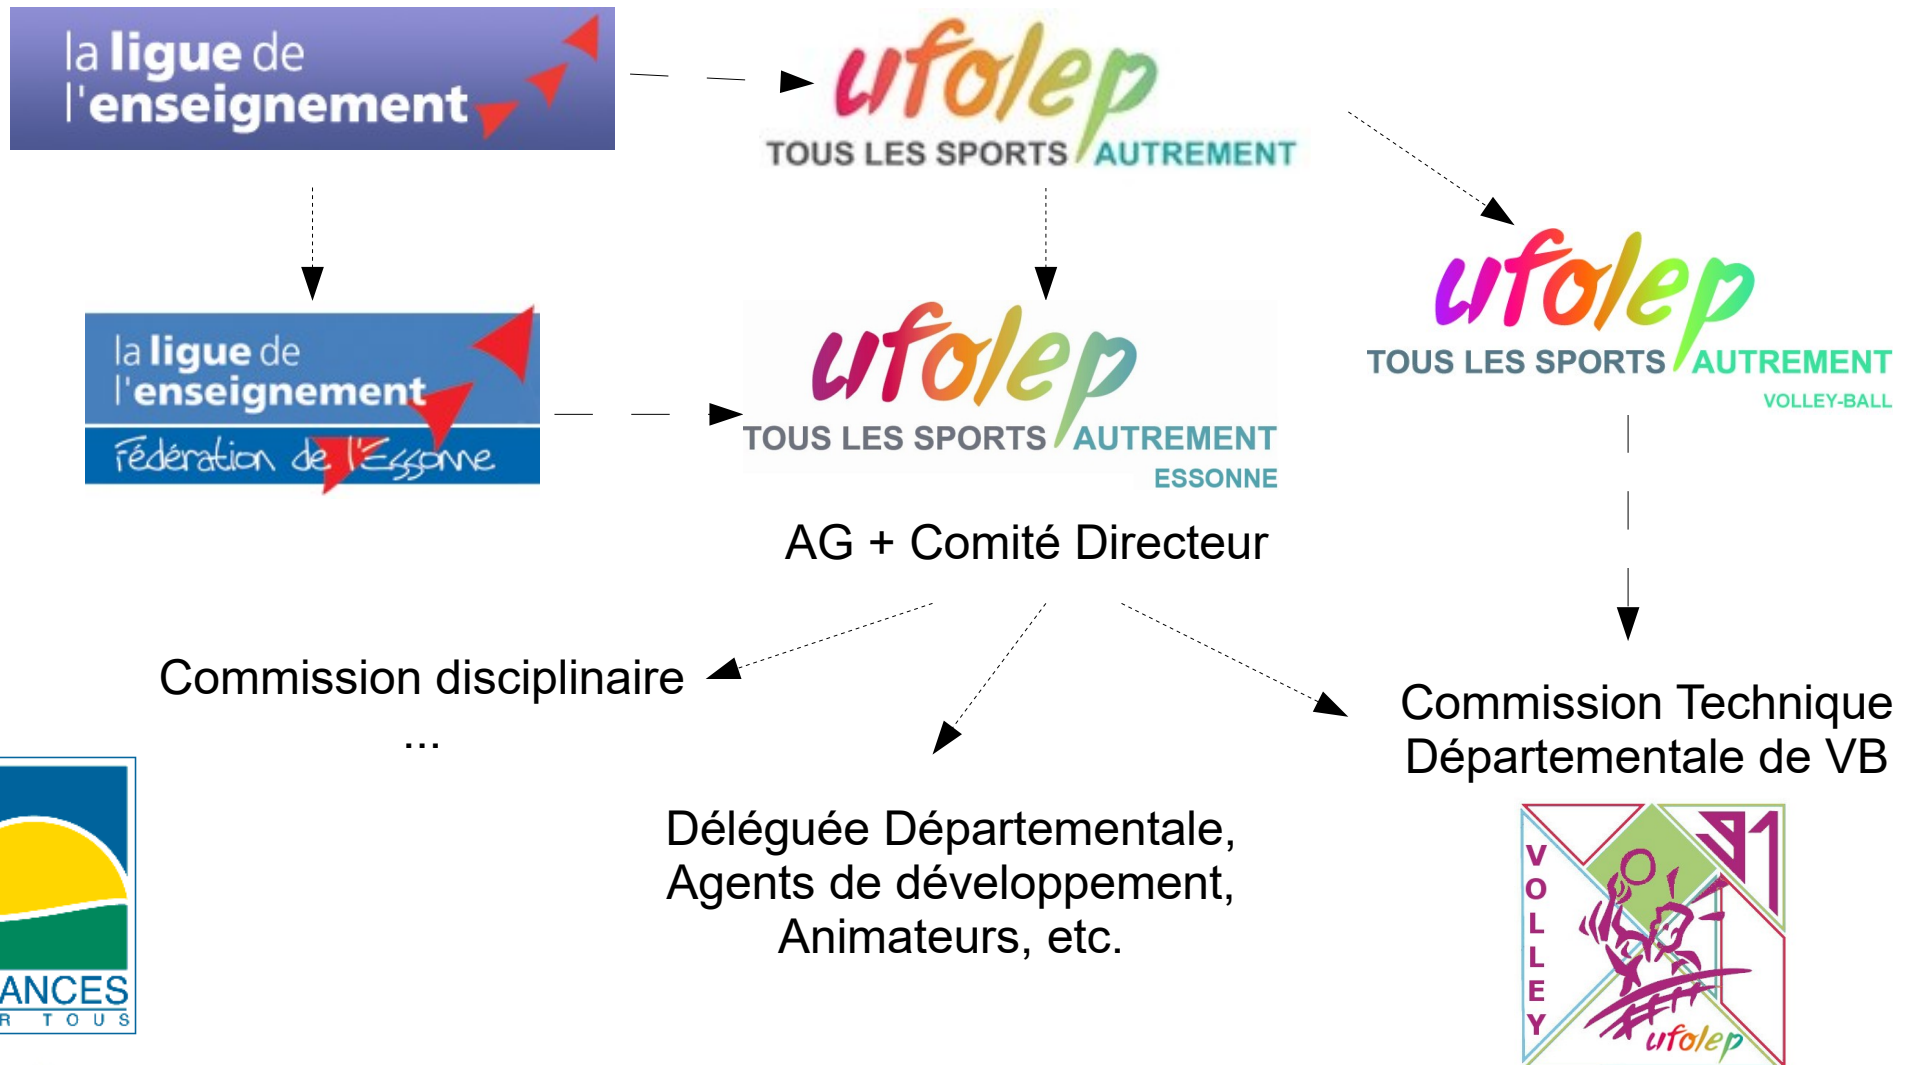 la ligue de
l'enseignement
ufolep
TOUS LES SPORTS AUTREMENT
la ligue de
l'enseignement
Fédération de l'Essonne
ufolep
TOUS LES SPORTS AUTREMENT
ESSONNE
ufolep
TOUS LES SPORTS AUTREMENT
VOLLEY-BALL
AG + Comité Directeur
Commission disciplinaire
...
Déléguée Départementale,
Agents de développement,
Animateurs, etc.
Commission Technique
Départementale de VB
ANCES
R TOUS
91
VOLLEY
ufolep